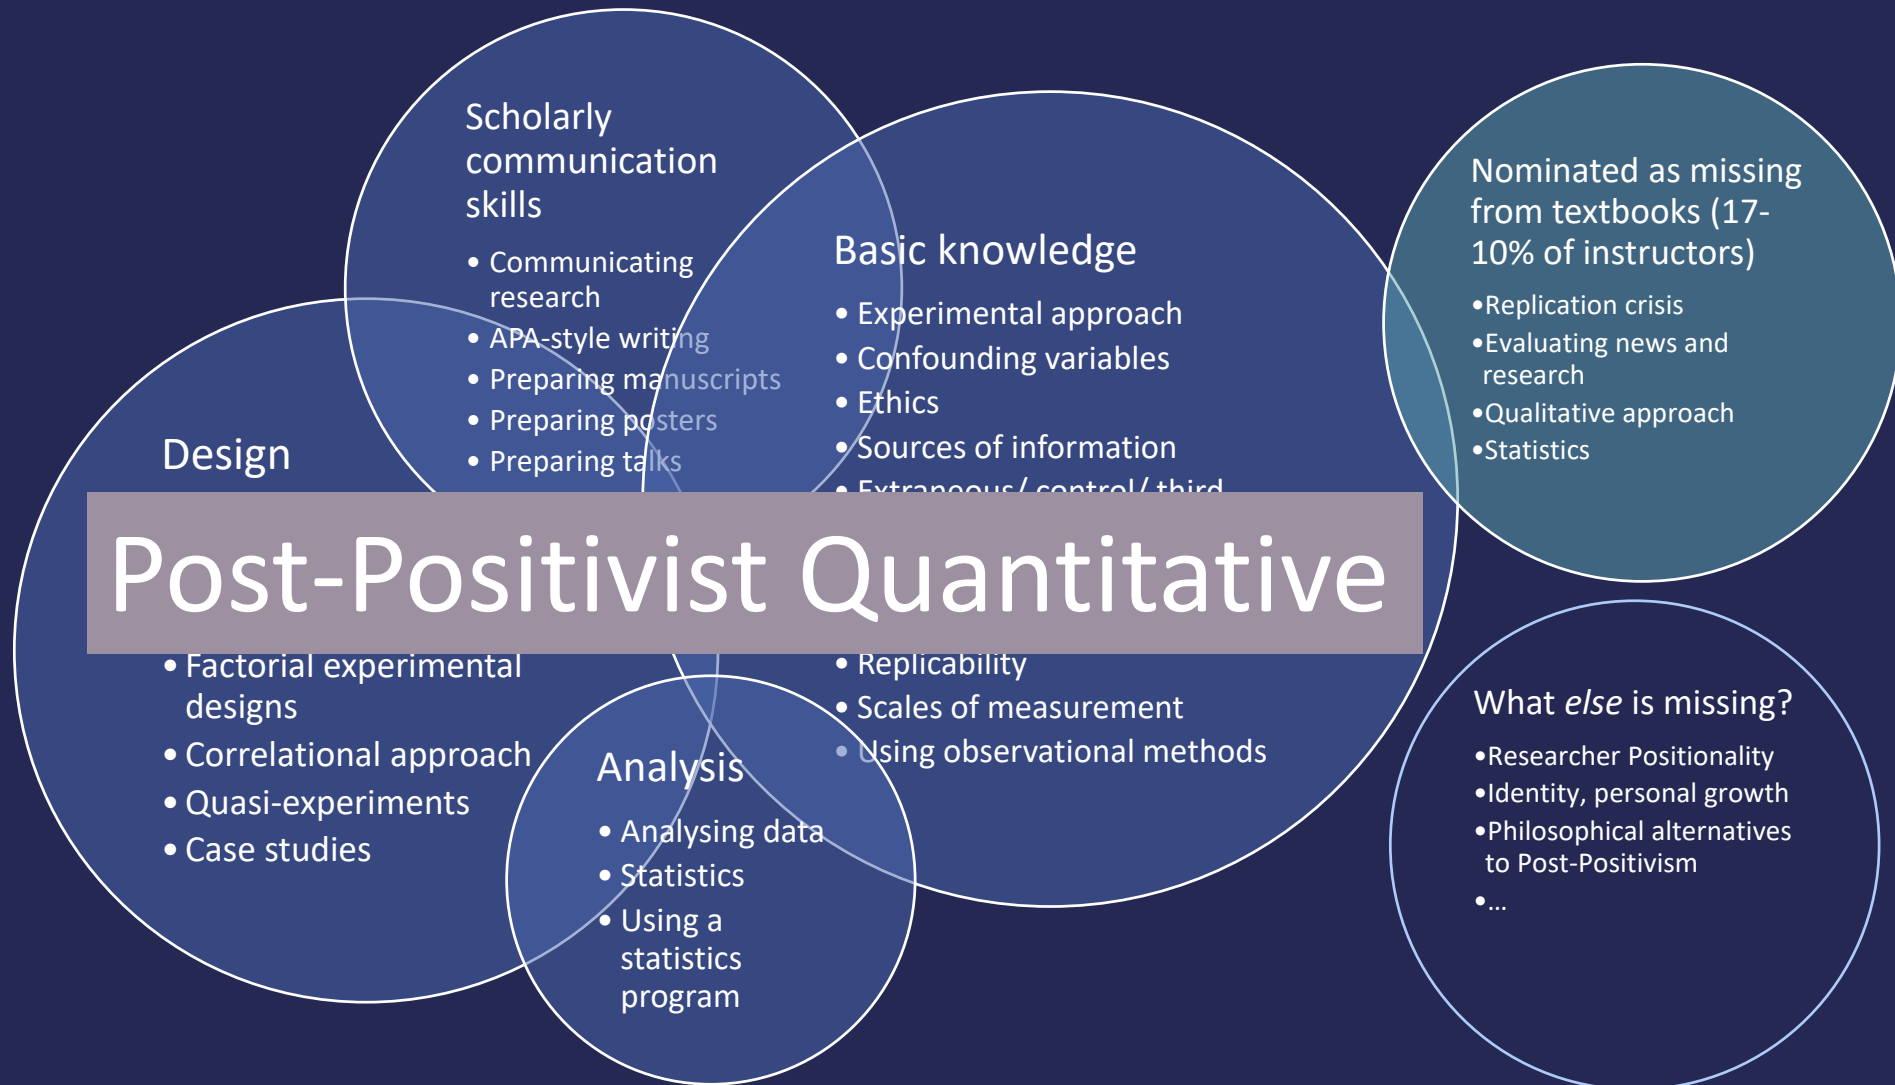 Scholarly
communication
skills
• Communicating
research
• APA-style writing
• Preparing manuscripts
• Preparing posters
• Preparing talks
Basic knowledge
• Experimental approach
• Confounding variables
• Ethics
• Sources of information
• Extraneous/ control/ third
Nominated as missing
from textbooks (17-
10% of instructors)
•Replication crisis
•Evaluating news and
research
•Qualitative approach
•Statistics
Design
Post-Positivist Quantitative
• Factorial experimental
designs
• Correlational approach
• Quasi-experiments
• Case studies
• Replicability
• Scales of measurement
• Using observational methods
Analysis
• Analysing data
• Statistics
• Using a
statistics
program
What else is missing?
•Researcher Positionality
•Identity, personal growth
•Philosophical alternatives
to Post-Positivism
•...